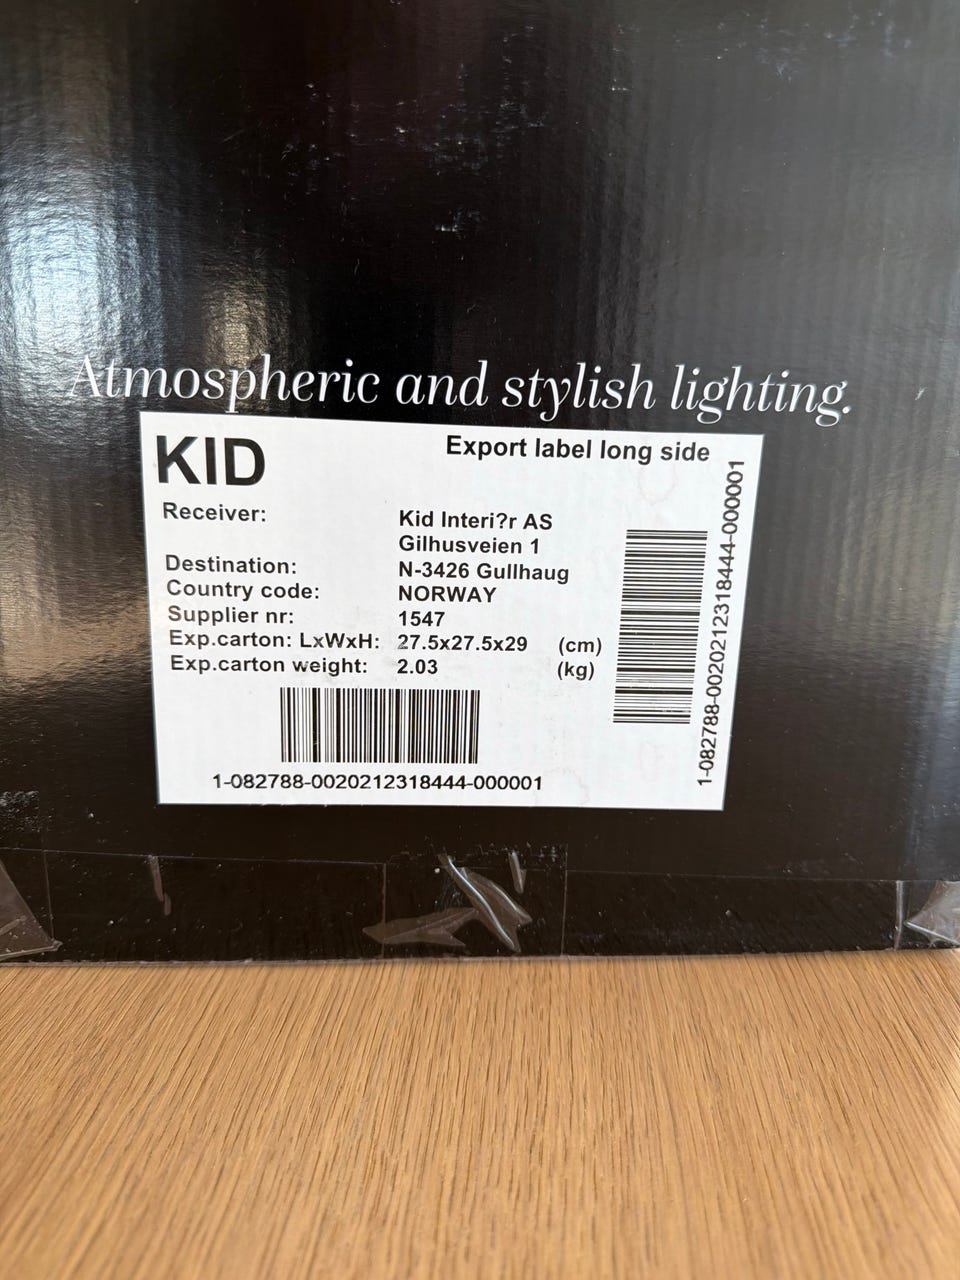 Atmospheric and stylish lighting.
KID
Export label long side
Receiver: Kid Interi?r AS
Gilhusveien 1
Destination: N-3426 Gullhaug
Country code: NORWAY
Supplier nr: 1547
Exp.carton: LxWxH: 27.5x27.5x29 (cm)
Exp.carton weight: 2.03 (kg)
1-082788-0020212318444-000001
1-082788-0020212318444-000001